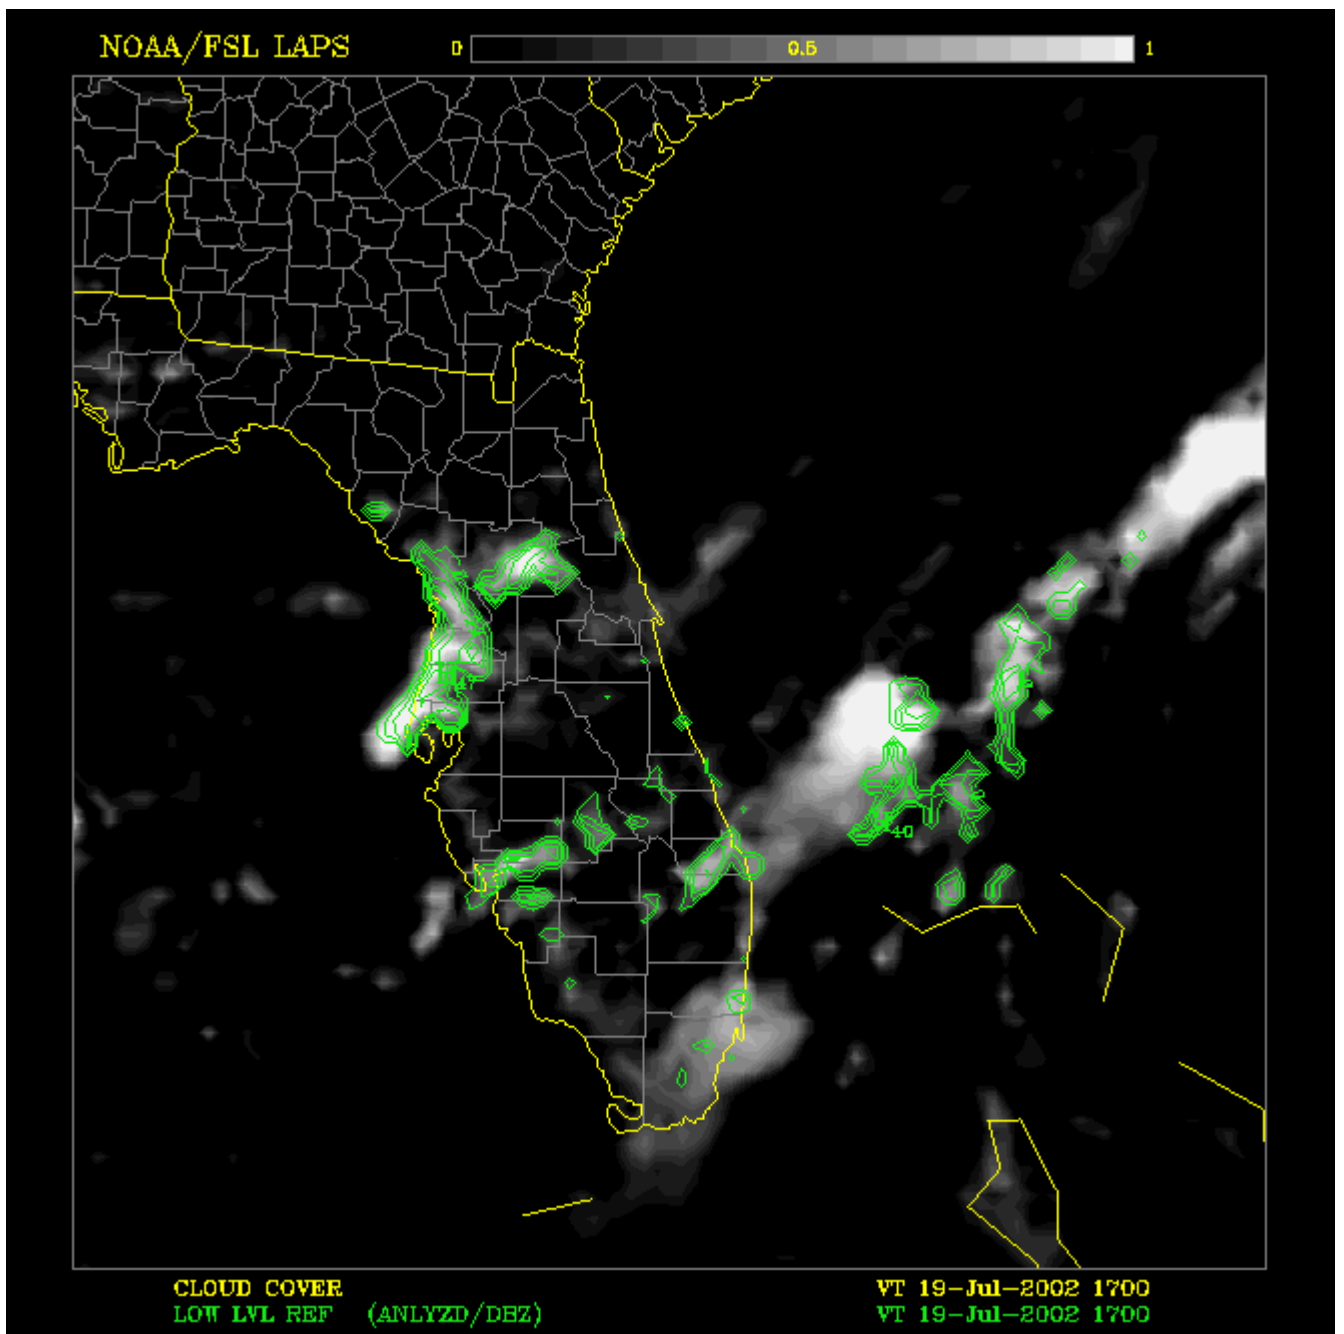 NOAA/FSL LAPS 0 0.5 1
40
CLOUD COVER VT 19-Jul-2002 1700
LOW LVL REF (ANLYZD/DBZ) VT 19-Jul-2002 1700